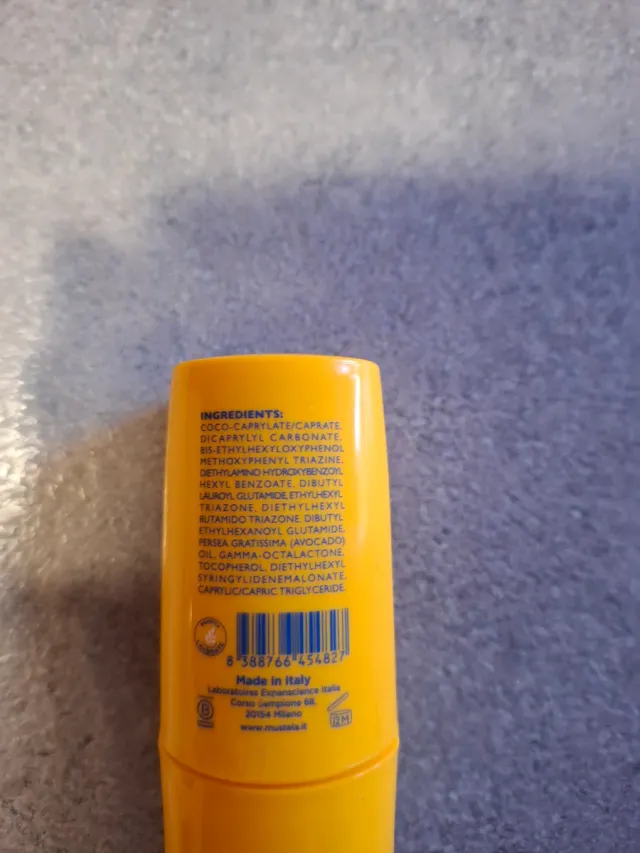 INGREDIENTS:
COCO-CAPRYLATE/CAPRATE,
DICAPRYLYL CARBONATE,
BIS-ETHYLHEXYLOXYPHENOL
METHOXYPHENYL TRIAZINE,
DIETHYLAMINO HYDROXYBENZOYL
HEXYL BENZOATE, DIBUTYL
LAUROYL GLUTAMIDE, ETHYLHEXYL
TRIAZONE, DIETHYLHEXYL
BUTAMIDO TRIAZONE, DIBUTYL
ETHYLHEXANOYL GLUTAMIDE,
PERSEA GRATISSIMA (AVOCADO)
OIL, GAMMA-OCTALACTONE,
TOCOPHEROL, DIETHYLHEXYL
SYRINGYLIDENEMALONATE,
CAPRYLIC/CAPRIC TRIGLYCERIDE.
8 388766 454827
Made in Italy
Laboratoires Expanscience Italia
Corso Sempione 68,
20154 Milano
www.mustela.it
B
12M